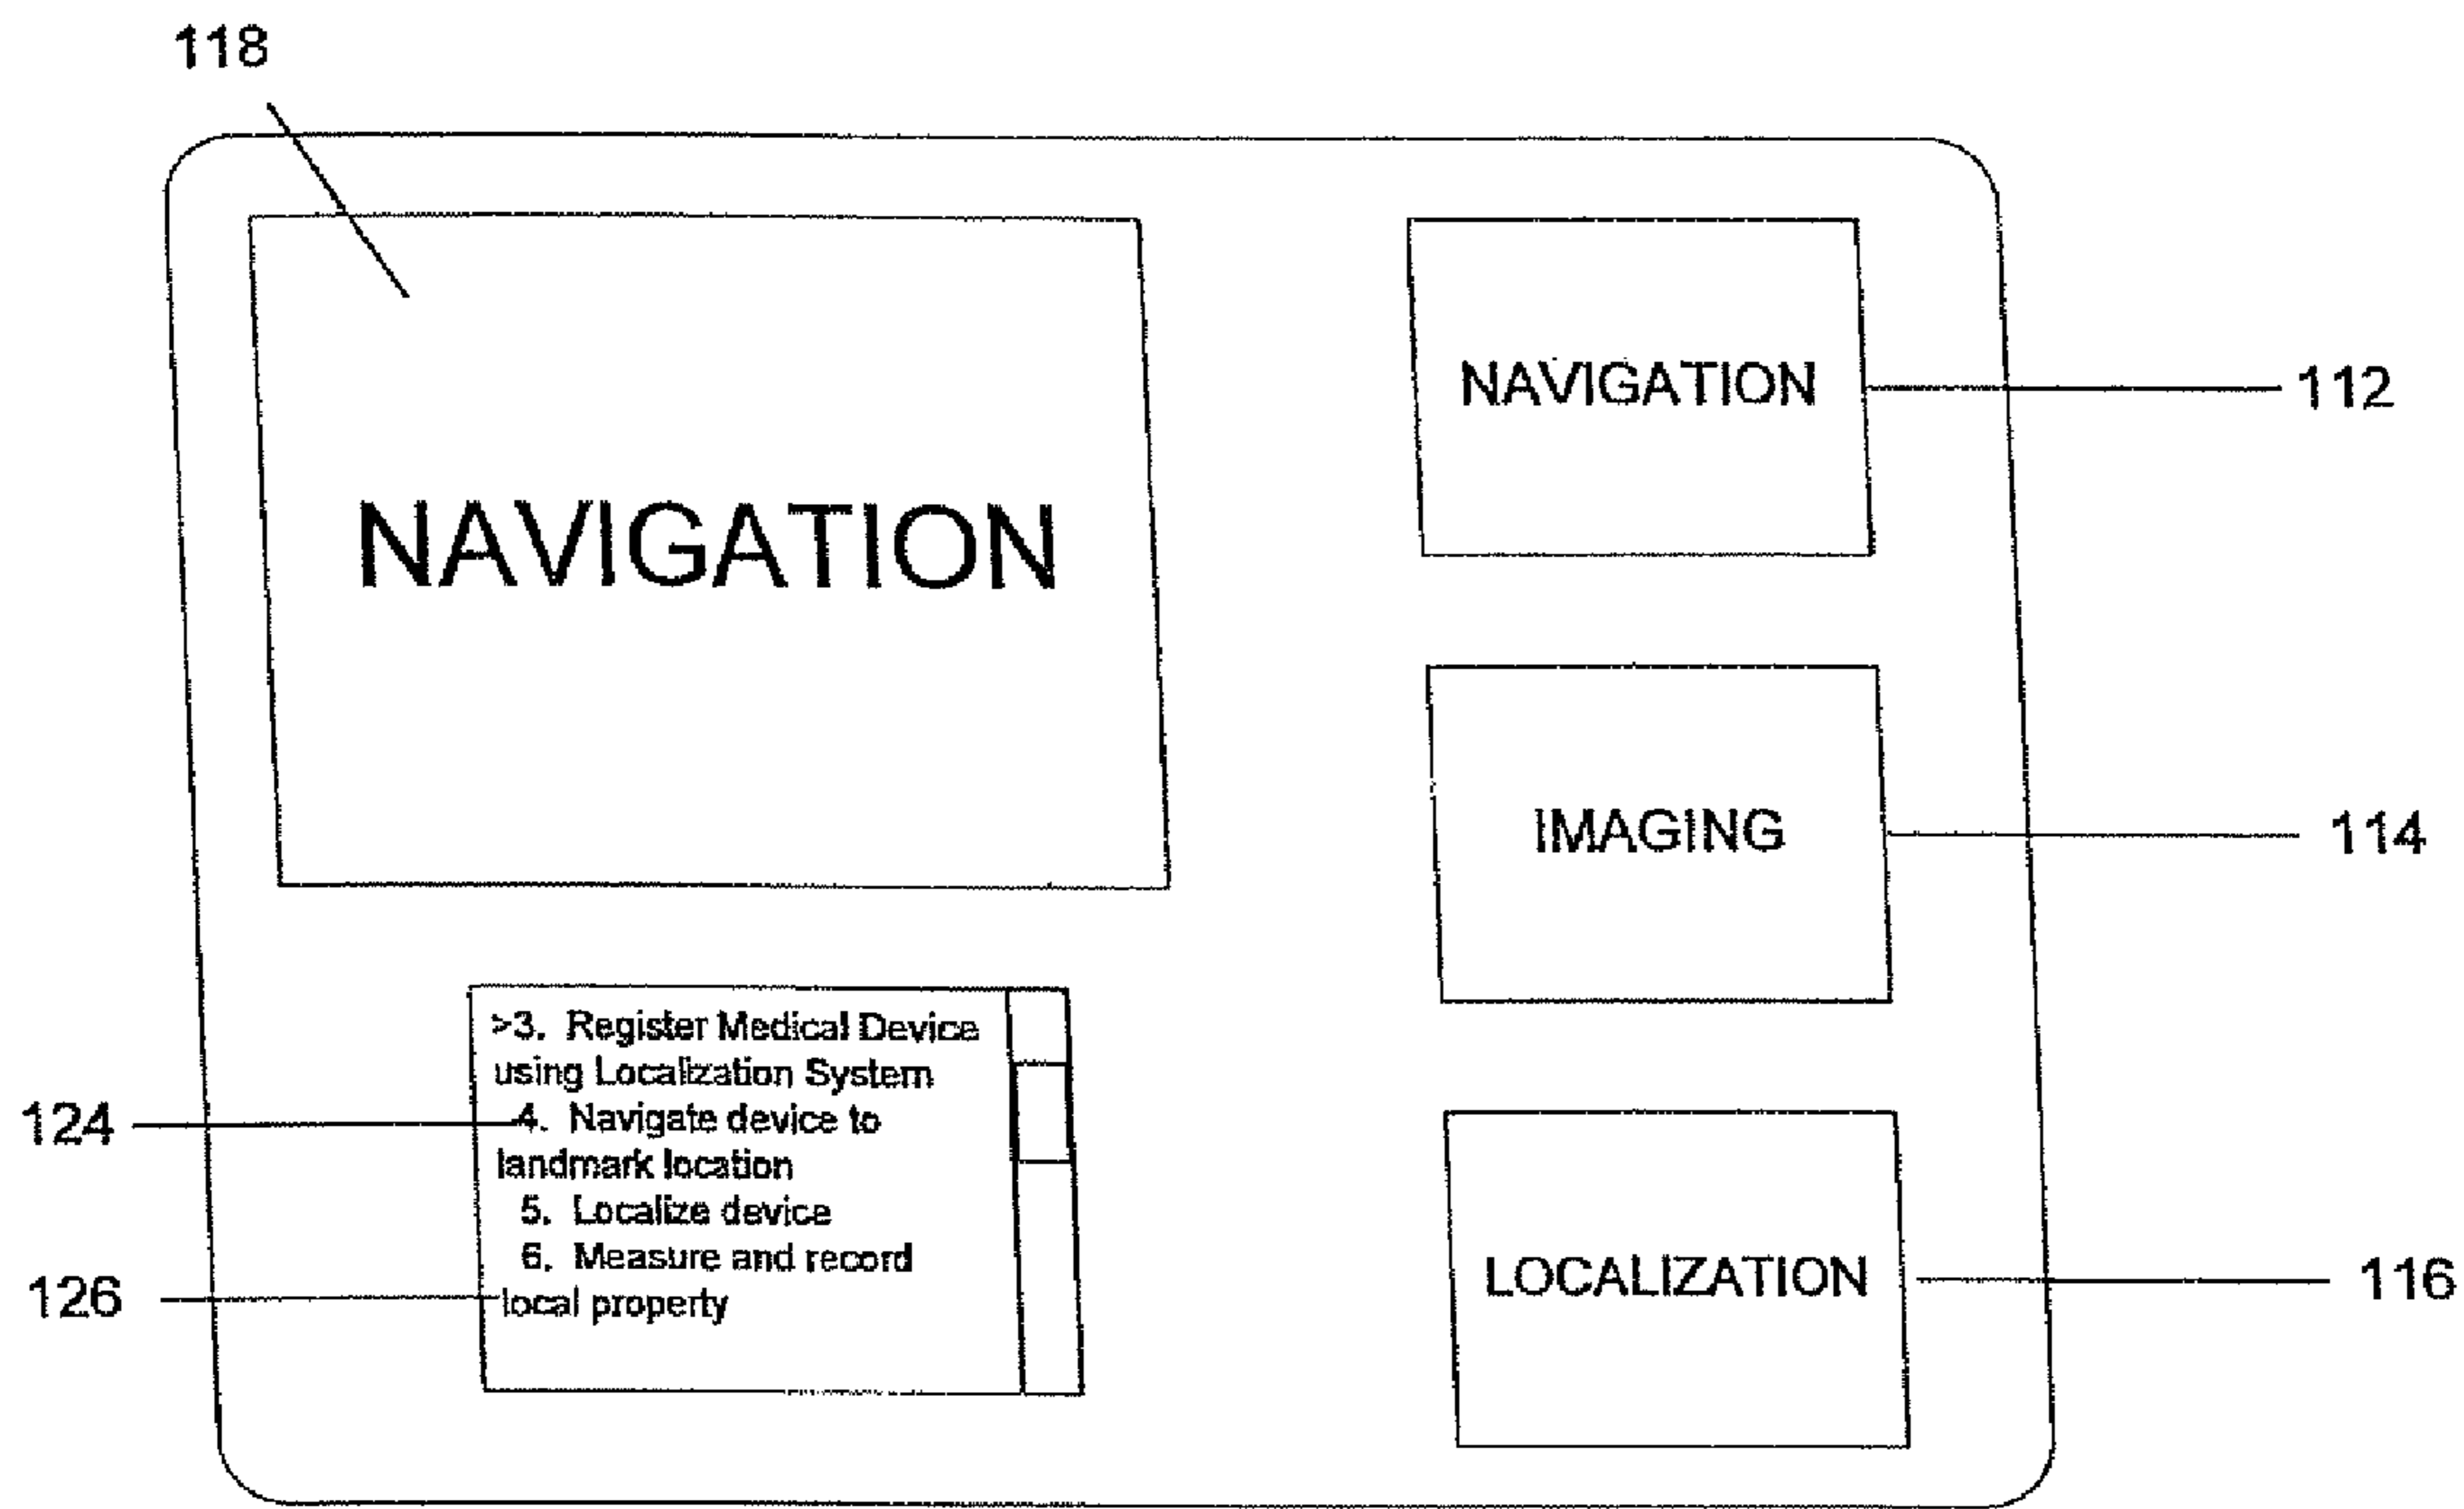 118
NAVIGATION
NAVIGATION
112
IMAGING
114
>3. Register Medical Device
using Localization System
4. Navigate device to
landmark location
5. Localize device
6. Measure and record
local property
124
126
LOCALIZATION
116